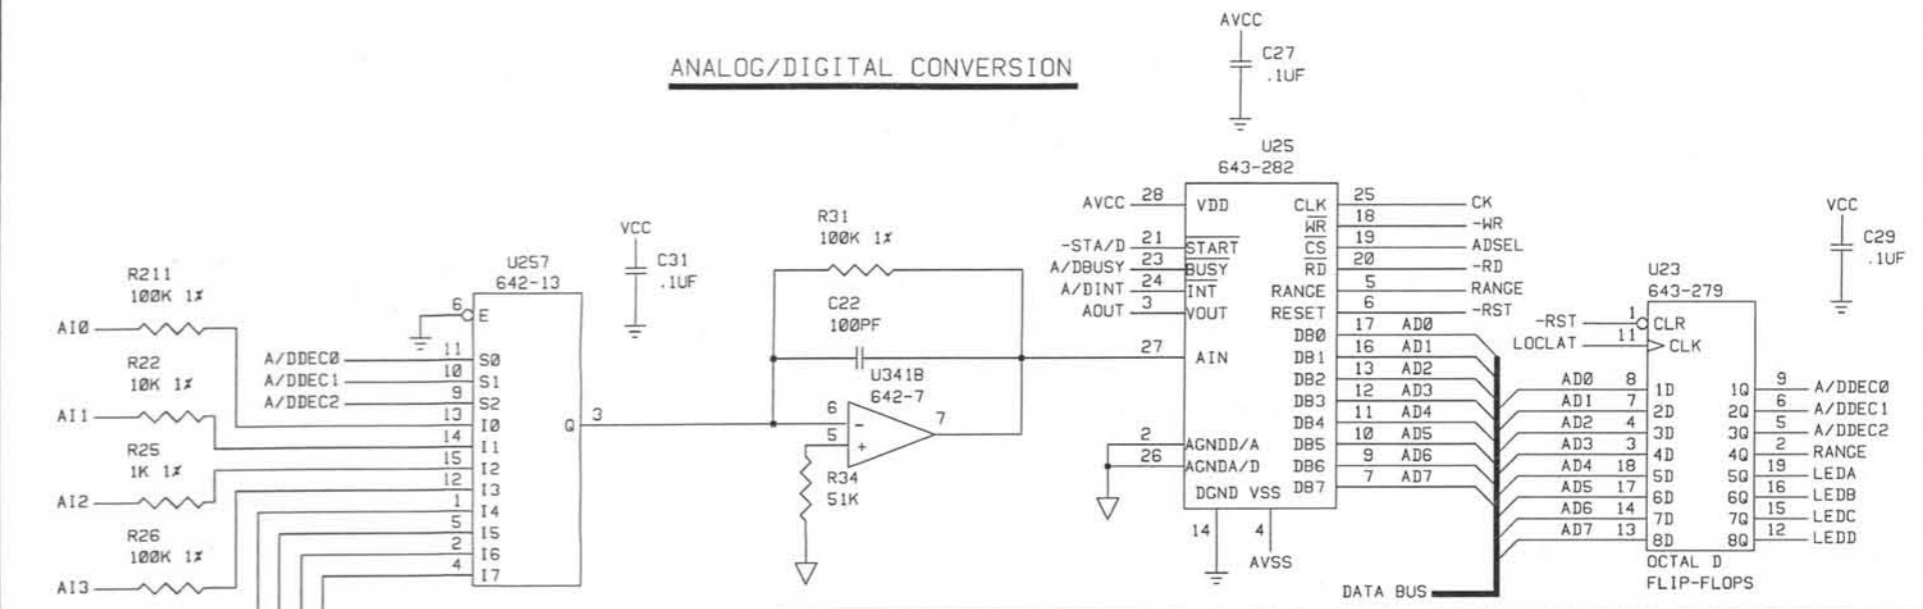 ANALOG/DIGITAL CONVERSION
AVCC
C27
.1UF
R211
100K 1%
AI0
R22
10K 1%
AI1
R25
1K 1%
AI2
R26
100K 1%
AI3
A/DDEC0
A/DDEC1
A/DDEC2
U257
642-13
6 E
11 S0
10 S1
9 S2
13 I0
14 I1
15 I2
12 I3
1 I4
5 I5
2 I6
4 I7
Q 3
VCC
C31
.1UF
R31
100K 1%
C22
100PF
U341B
642-7
6 -
5 +
7
R34
51K
U25
643-282
AVCC 28 VDD
-STA/D 21 START
A/DBUSY 23 BUSY
A/DINT 24 INT
AOUT 3 VOUT
27 AIN
2 AGNDD/A
26 AGNDA/D
DGND VSS
14 4
AVSS
CLK 25 CK
WR 18 -WR
CS 19 ADSEL
RD 20 -RD
RANGE 5 RANGE
RESET 6 -RST
DB0 17 AD0
DB1 16 AD1
DB2 13 AD2
DB3 12 AD3
DB4 11 AD4
DB5 10 AD5
DB6 9 AD6
DB7 7 AD7
DATA BUS
VCC
C29
.1UF
U23
643-279
-RST 1 CLR
LOCLAT 11 CLK
AD0 8 1D 1Q 9 A/DDEC0
AD1 7 2D 2Q 6 A/DDEC1
AD2 4 3D 3Q 5 A/DDEC2
AD3 3 4D 4Q 2 RANGE
AD4 18 5D 5Q 19 LEDA
AD5 17 6D 6Q 16 LEDB
AD6 14 7D 7Q 15 LEDC
AD7 13 8D 8Q 12 LEDD
OCTAL D
FLIP-FLOPS